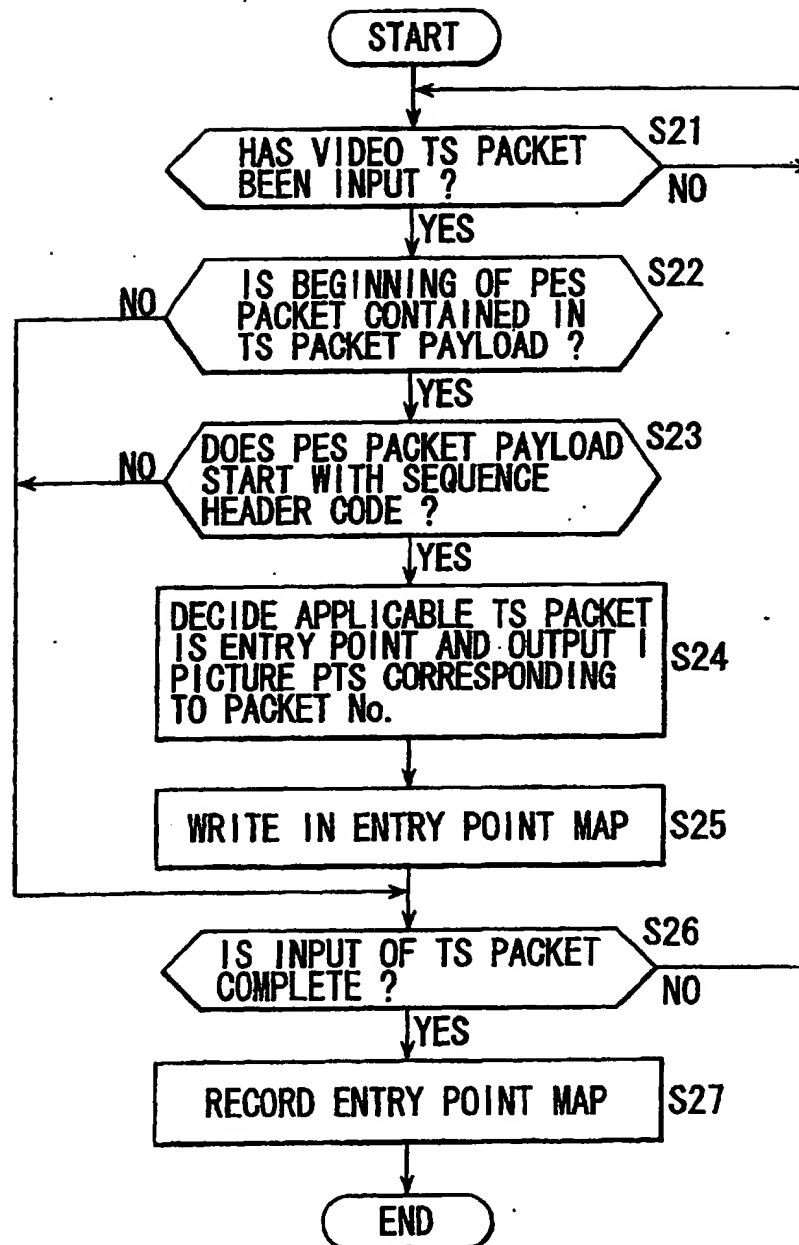 START
HAS VIDEO TS PACKET
BEEN INPUT ?
S21
NO
YES
IS BEGINNING OF PES
PACKET CONTAINED IN
TS PACKET PAYLOAD ?
S22
NO
YES
DOES PES PACKET PAYLOAD
START WITH SEQUENCE
HEADER CODE ?
S23
NO
YES
DECIDE APPLICABLE TS PACKET
IS ENTRY POINT AND OUTPUT I
PICTURE PTS CORRESPONDING
TO PACKET No.
S24
WRITE IN ENTRY POINT MAP
S25
IS INPUT OF TS PACKET
COMPLETE ?
S26
NO
YES
RECORD ENTRY POINT MAP
S27
END